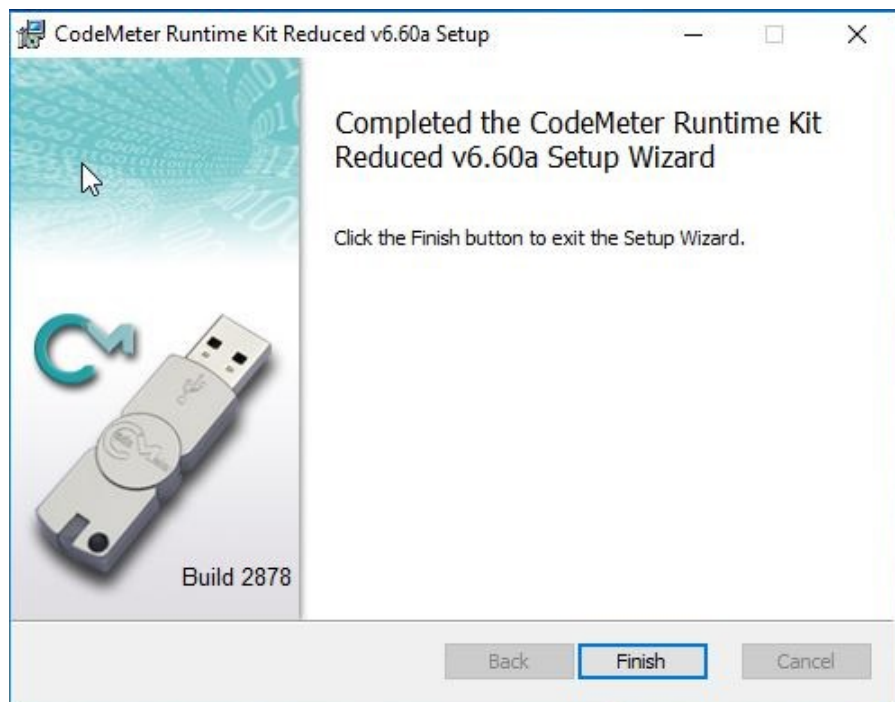 CodeMeter Runtime Kit Reduced v6.60a Setup
Completed the CodeMeter Runtime Kit
Reduced v6.60a Setup Wizard
Click the Finish button to exit the Setup Wizard.
Build 2878
Back
Finish
Cancel